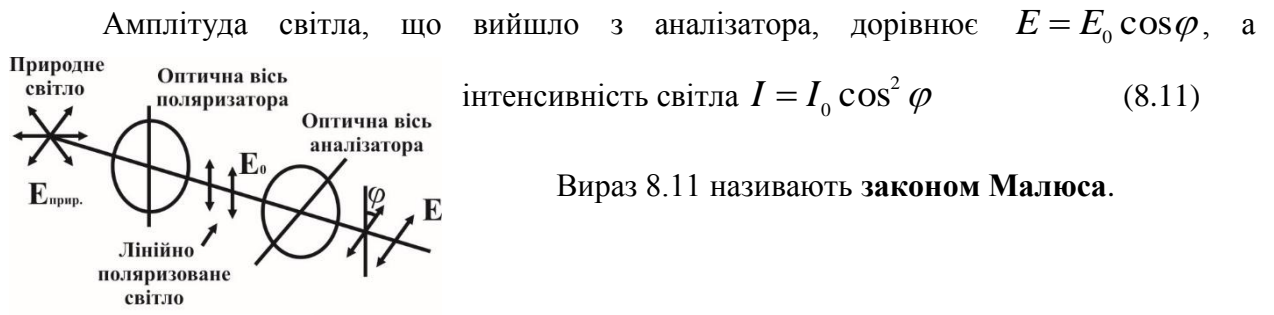 Амплітуда світла, що вийшло з аналізатора, дорівнює E = E₀ cosφ, а
інтенсивність світла I = I₀ cos² φ (8.11)
Вираз 8.11 називають законом Малюса.
Природне
світло
Оптична вісь
поляризатора
Оптична вісь
аналізатора
E₀
Eприр.
φ
E
Лінійно
поляризоване
світло